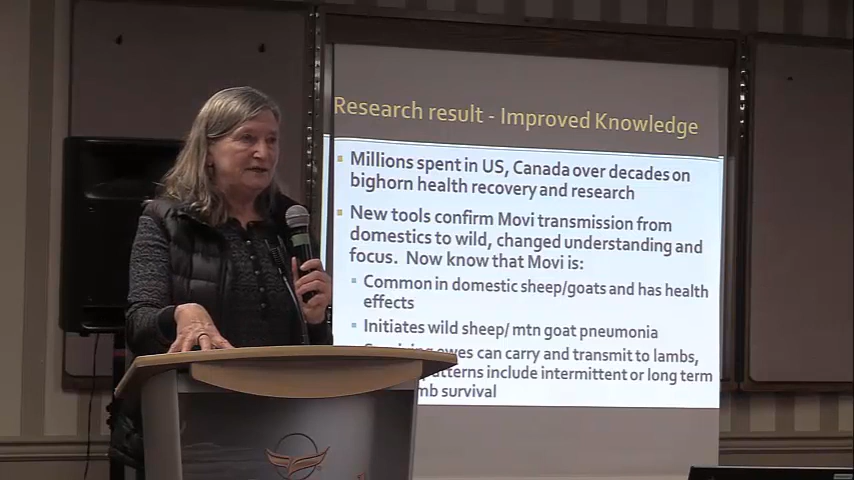 Research result - Improved Knowledge
Millions spent in US, Canada over decades on
bighorn health recovery and research
New tools confirm Movi transmission from
domestics to wild, changed understanding and
focus. Now know that Movi is:
Common in domestic sheep/goats and has health
effects
Initiates wild sheep/ mtn goat pneumonia
ewes can carry and transmit to lambs,
include intermittent or long term
survival